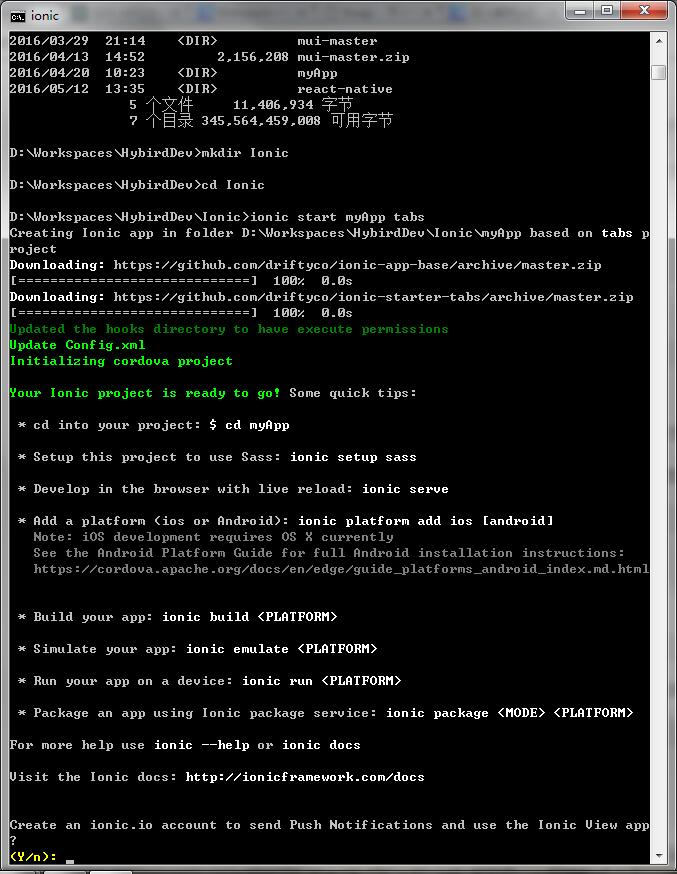 ionic
2016/03/29  21:14    <DIR>          mui-master
2016/04/13  14:52         2,156,208 mui-master.zip
2016/04/20  10:23    <DIR>          myApp
2016/05/12  13:35    <DIR>          react-native
               5 个文件     11,406,934 字节
               7 个目录 345,564,459,008 可用字节
D:\Workspaces\HybirdDev>mkdir Ionic
D:\Workspaces\HybirdDev>cd Ionic
D:\Workspaces\HybirdDev\Ionic>ionic start myApp tabs
Creating Ionic app in folder D:\Workspaces\HybirdDev\Ionic\myApp based on tabs p
roject
Downloading: https://github.com/driftyco/ionic-app-base/archive/master.zip
[=============================]  100%  0.0s
Downloading: https://github.com/driftyco/ionic-starter-tabs/archive/master.zip
[=============================]  100%  0.0s
Updated the hooks directory to have execute permissions
Update Config.xml
Initializing cordova project
Your Ionic project is ready to go! Some quick tips:
 * cd into your project: $ cd myApp
 * Setup this project to use Sass: ionic setup sass
 * Develop in the browser with live reload: ionic serve
 * Add a platform (ios or Android): ionic platform add ios [android]
   Note: iOS development requires OS X currently
   See the Android Platform Guide for full Android installation instructions:
   https://cordova.apache.org/docs/en/edge/guide_platforms_android_index.md.html
 * Build your app: ionic build <PLATFORM>
 * Simulate your app: ionic emulate <PLATFORM>
 * Run your app on a device: ionic run <PLATFORM>
 * Package an app using Ionic package service: ionic package <MODE> <PLATFORM>
For more help use ionic --help or ionic docs
Visit the Ionic docs: http://ionicframework.com/docs
Create an ionic.io account to send Push Notifications and use the Ionic View app
?
(Y/n): _